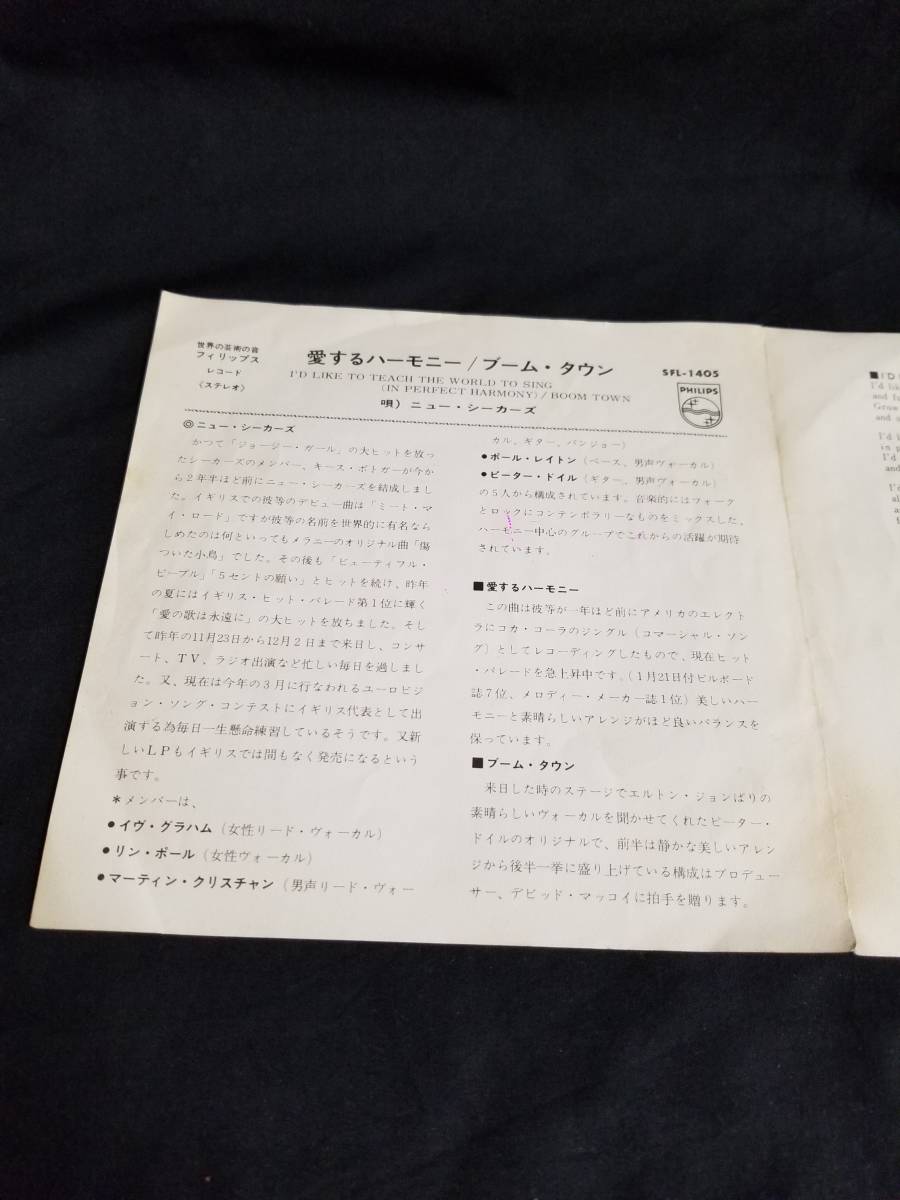 世界の芸術の音
フィリップス
レコード
〈ステレオ〉
愛するハーモニー/ブーム・タウン
I'D LIKE TO TEACH THE WORLD TO SING
(IN PERFECT HARMONY)/BOOM TOWN
唄) ニュー・シーカーズ
SFL-1405
PHILIPS
◎ニュー・シーカーズ
かつて「ジョージー・ガール」の大ヒットを放っ
たシーカーズのメンバー、キース・ポトガーが今か
ら2年半ほど前にニュー・シーカーズを結成しまし
た。イギリスでの彼等のデビュー曲は「ミート・マ
イ・ロード」ですが彼等の名前を世界的に有名なら
しめたのは何といってもメラニーのオリジナル曲「傷
ついた小鳥」でした。その後も「ビューティフル・
ピープル」「5セントの願い」とヒットを続け、昨年
の夏にはイギリス・ヒット・パレード第1位に輝く
「愛の歌は永遠に」の大ヒットを放ちました。そし
て昨年の11月23日から12月2日まで来日し、コンサ
ート、TV、ラジオ出演など忙しい毎日を過しまし
た。又、現在は今年の3月に行なわれるユーロビジ
ョン・ソング・コンテストにイギリス代表として出
演する為毎日一生懸命練習しているそうです。又新
しいLPもイギリスでは間もなく発売になるという
事です。
*メンバーは、
●イヴ・グラハム(女性リード・ヴォーカル)
●リン・ポール(女性ヴォーカル)
●マーティン・クリスチャン(男声リード・ヴォー
カル、ギター、バンジョー)
●ポール・レイトン(ベース、男声ヴォーカル)
●ピーター・ドイル(ギター、男声ヴォーカル)
の5人から構成されています。音楽的にはフォーク
とロックにコンテンポラリーなものをミックスした、
ハーモニー中心のグループでこれからの活躍が期待
されています。
■愛するハーモニー
この曲は彼等が一年ほど前にアメリカのエレクト
ラにコカ・コーラのジングル(コマーシャル・ソン
グ)としてレコーディングしたもので、現在ヒット
・パレードを急上昇中です。(1月21日付ビルボード
誌7位、メロディー・メーカー誌1位)美しいハー
モニーと素晴らしいアレンジがほど良いバランスを
保っています。
■ブーム・タウン
来日した時のステージでエルトン・ジョンばりの
素晴らしいヴォーカルを聞かせてくれたピーター・
ドイルのオリジナルで、前半は静かな美しいアレン
ジから後半一挙に盛り上げている構成はプロデュー
サー、デビッド・マッコイに拍手を贈ります。
■I'D
I'd like
and fu
Grow
and
I'd l
in p
I'd
and